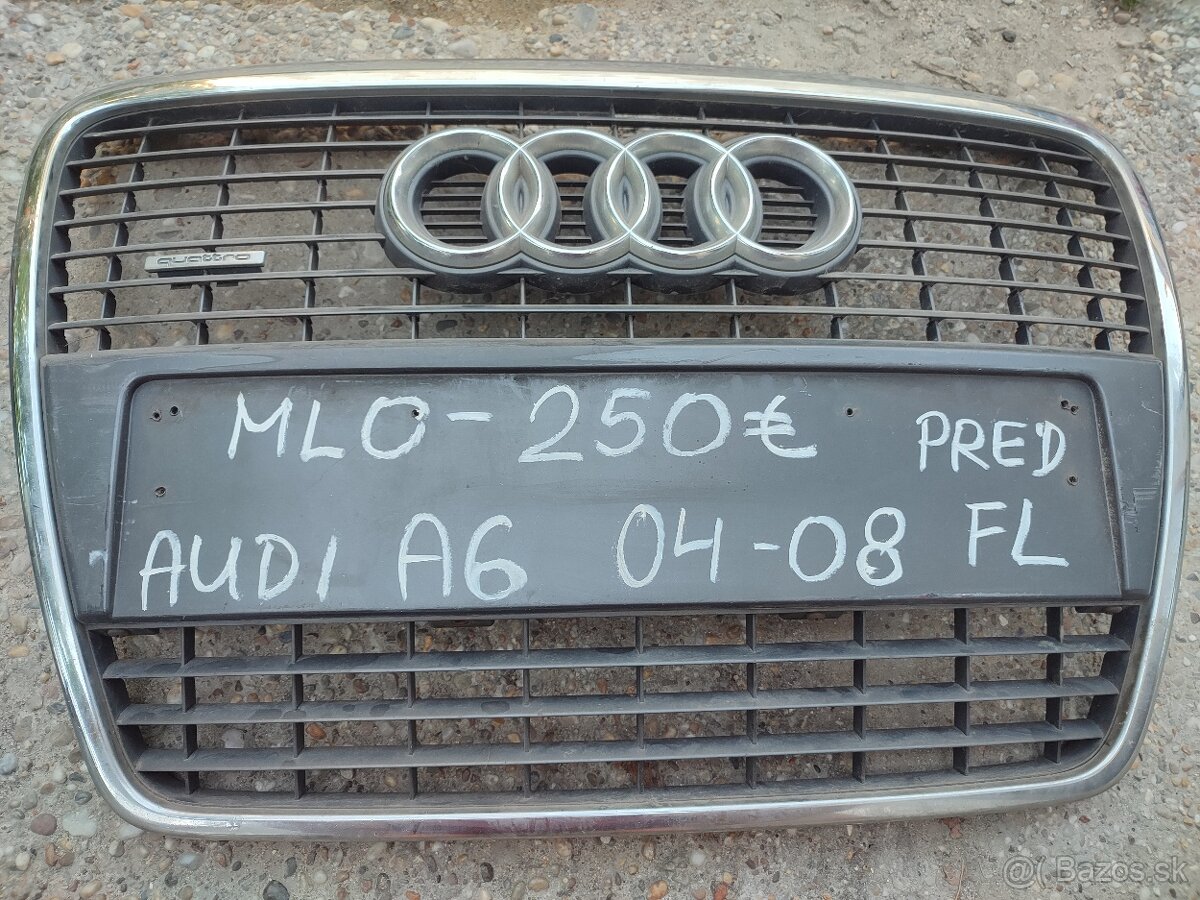 quattro
MLO - 250€ PRED
AUDI A6 04-08 FL
@( Bazos.sk